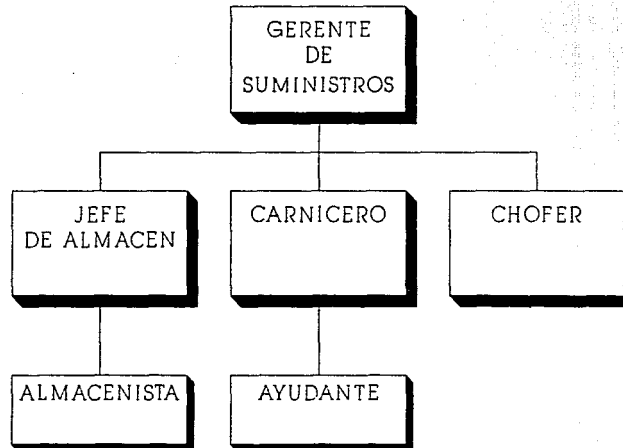 GERENTE
DE
SUMINISTROS
JEFE
DE ALMACEN
CARNICERO
CHOFER
ALMACENISTA
AYUDANTE